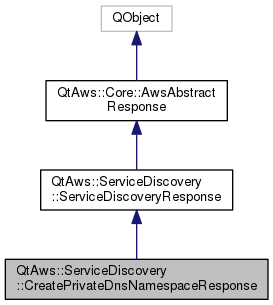 QObject
QtAws::Core::AwsAbstract
Response
QtAws::ServiceDiscovery
::ServiceDiscoveryResponse
QtAws::ServiceDiscovery
::CreatePrivateDnsNamespaceResponse